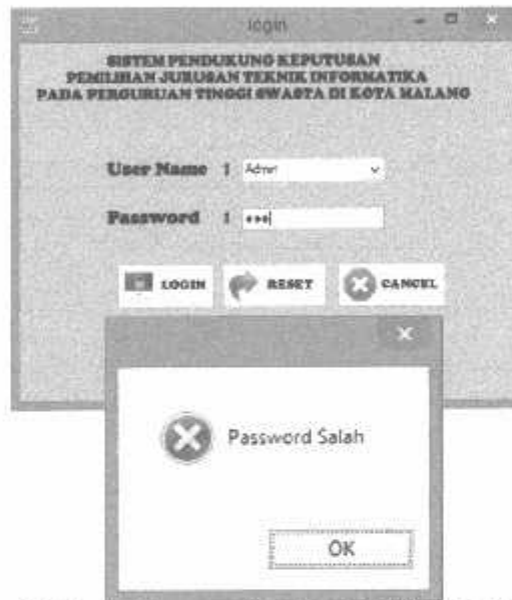 login
SISTEM PENDUKUNG KEPUTUSAN
PEMILIHAN JURUSAN TEKNIK INFORMATIKA
PADA PERGURUAN TINGGI SWASTA DI KOTA MALANG
User Name : Admin
Password : ***
LOGIN RESET CANCEL
Password Salah
OK